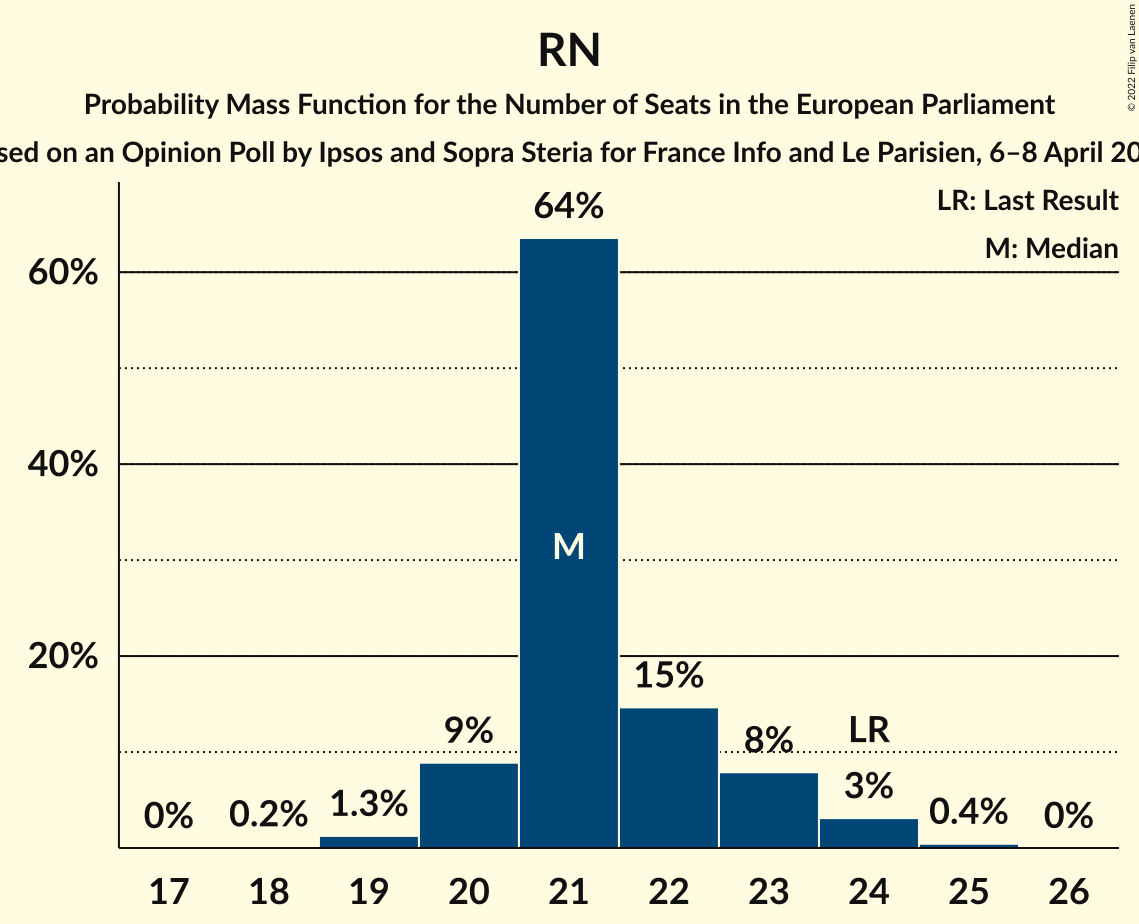 RN
Probability Mass Function for the Number of Seats in the European Parliament
sed on an Opinion Poll by Ipsos and Sopra Steria for France Info and Le Parisien, 6–8 April 20
© 2022 Filip van Laenen
LR: Last Result
M: Median
60%
40%
20%
0%
0.2%
1.3%
9%
64%
M
15%
8%
LR
3%
0.4%
0%
17 18 19 20 21 22 23 24 25 26